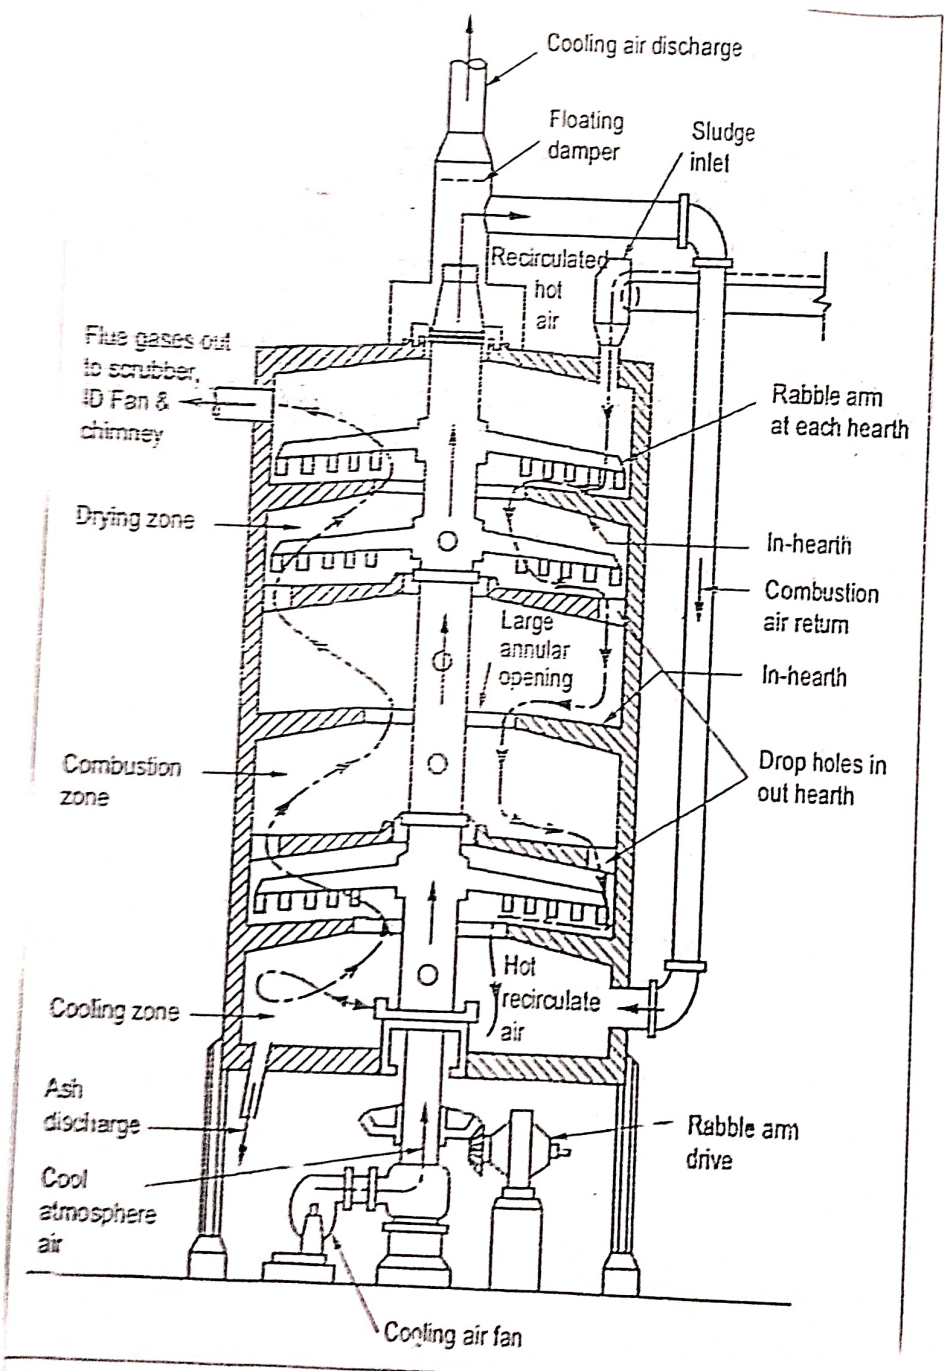 Cooling air discharge
Floating
damper
Sludge
inlet
Recirculated
hot
air
Flue gases out
to scrubber,
ID Fan &
chimney
Rabble arm
at each hearth
Drying zone
In-hearth
Combustion
air return
Large
annular
opening
In-hearth
Combustion
zone
Drop holes in
out hearth
Hot
recirculate
air
Cooling zone
Ash
discharge
Rabble arm
drive
Cool
atmosphere
air
Cooling air fan